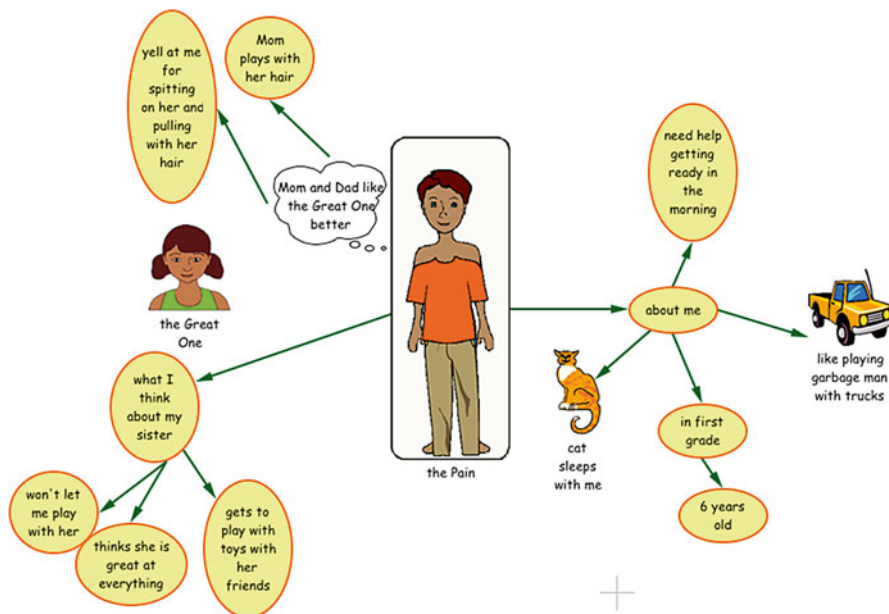 yell at me
for
spitting
on her and
pulling
with her
hair
Mom
plays with
her hair
Mom and Dad like
the Great One
better
the Great
One
what I
think
about my
sister
won't let
me play
with her
thinks she is
great at
everything
gets to
play with
toys with
her
friends
the Pain
need help
getting
ready in
the
morning
about me
like playing
garbage man
with trucks
cat
sleeps
with me
in first
grade
6 years
old